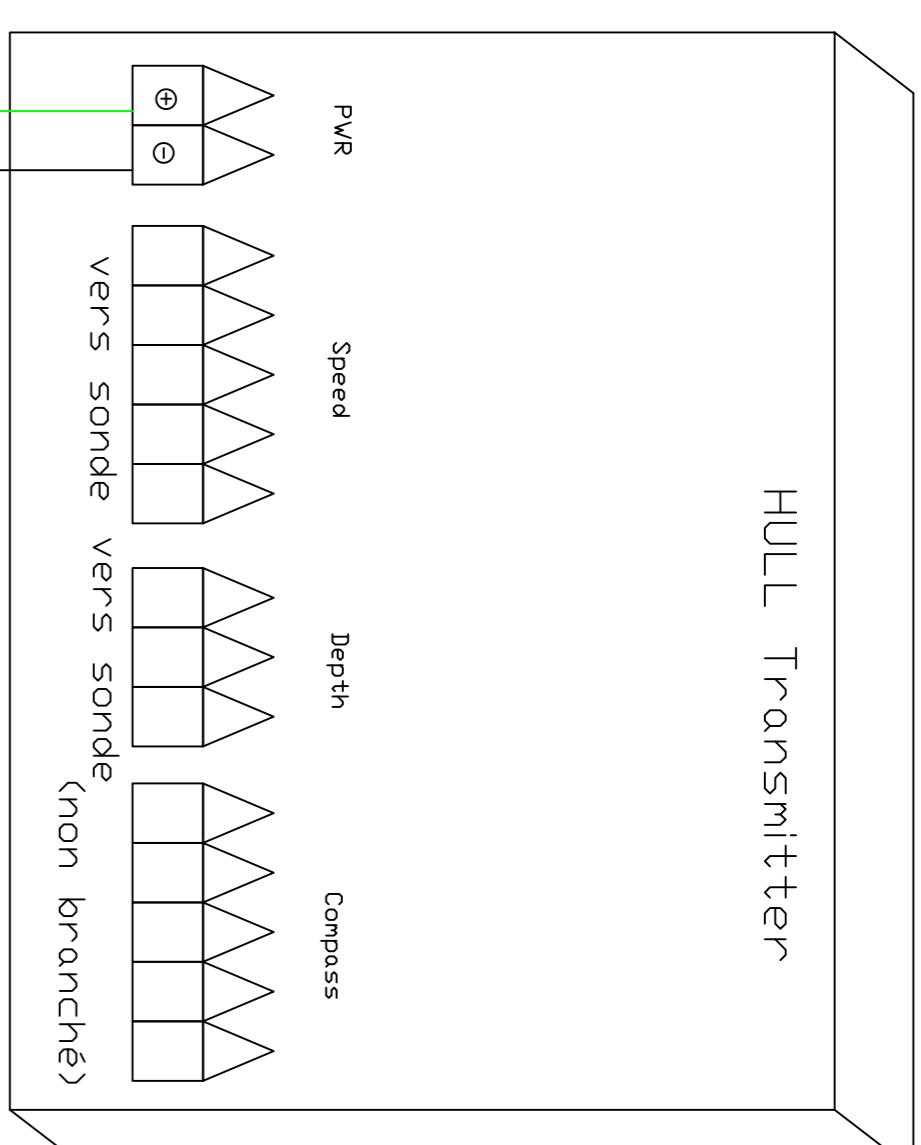 HULL Transmitter
PWR
Speed
Depth
Compass
+
-
vers sonde
vers sonde
(non branché)